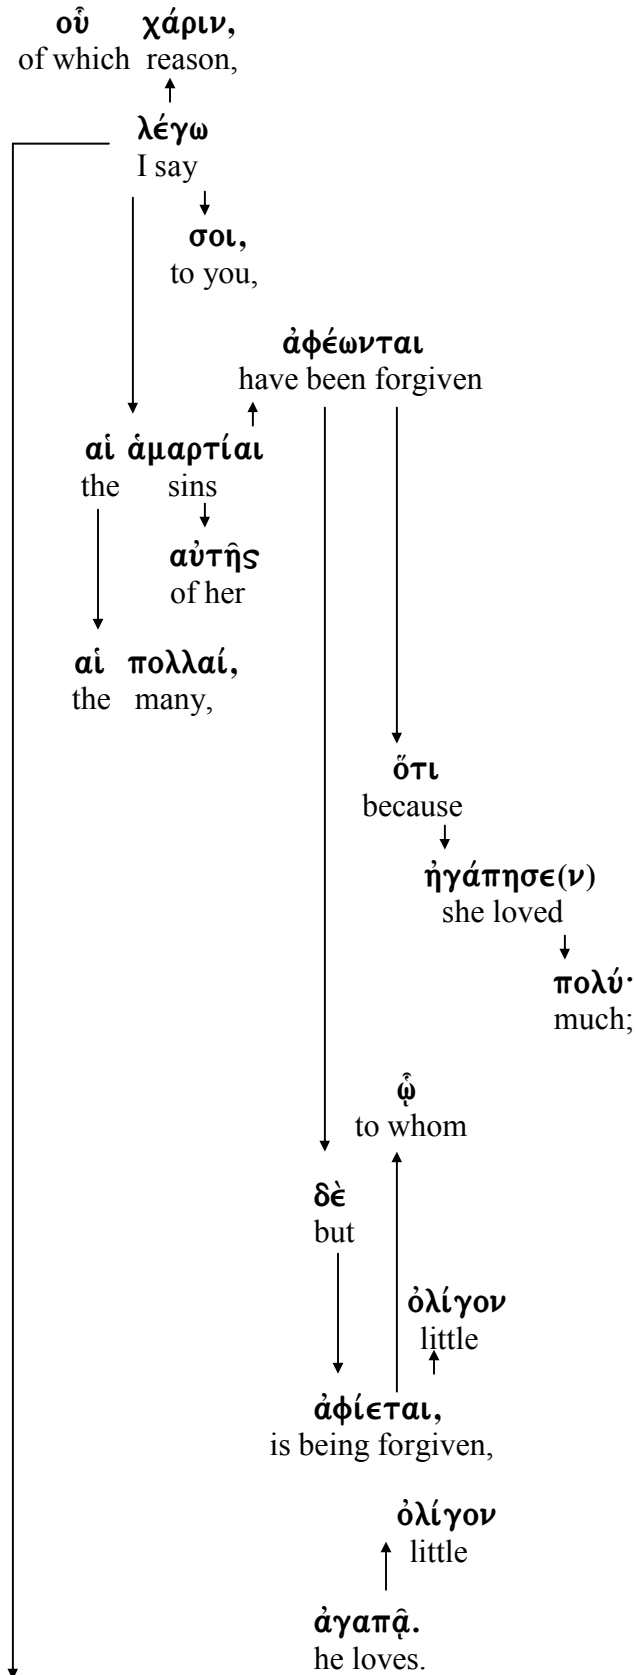 οὗ χάριν,
of which reason,
λέγω
I say
σοι,
to you,
ἀφέωνται
have been forgiven
αἱ ἁμαρτίαι
the sins
αὐτῆς
of her
αἱ πολλαί,
the many,
ὅτι
because
ἠγάπησε(ν)
she loved
πολύ·
much;
ᾧ
to whom
δὲ
but
ὀλίγον
little
ἀφίεται,
is being forgiven,
ὀλίγον
little
ἀγαπᾷ.
he loves.